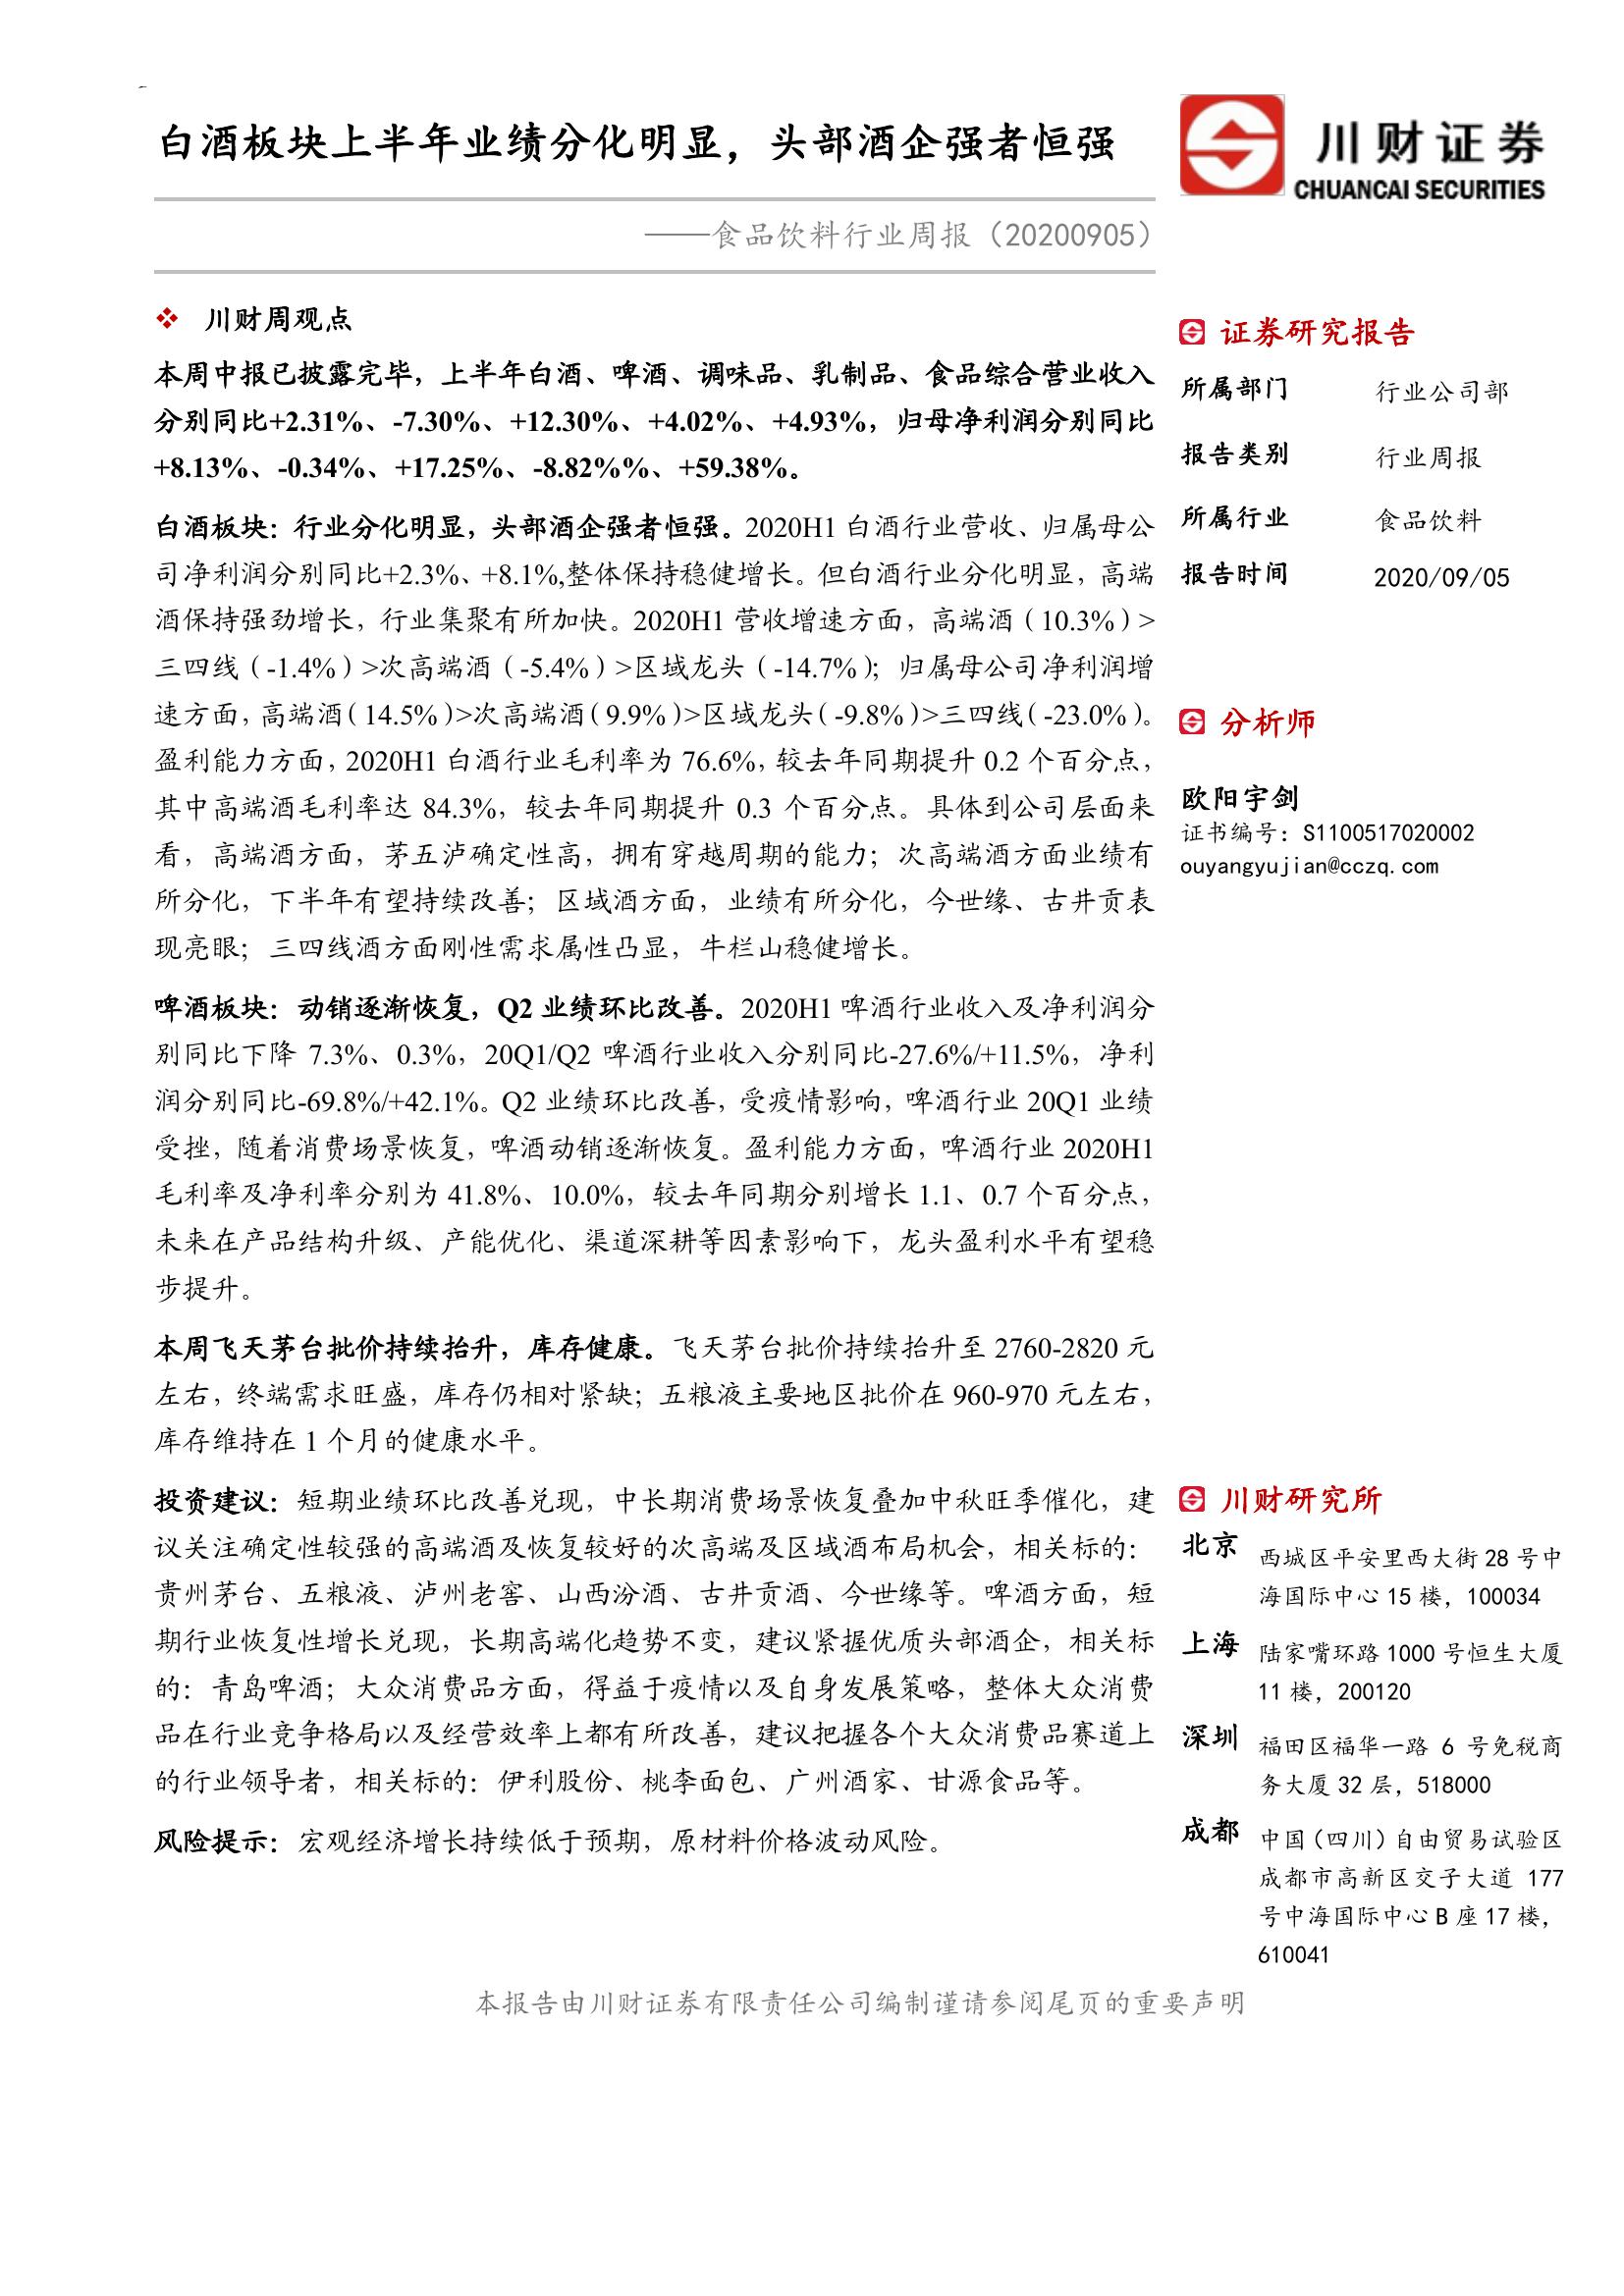 白酒板块上半年业绩分化明显，头部酒企强者恒强
川财证券
CHUANCAI SECURITIES
——食品饮料行业周报（20200905）
❖ 川财周观点
本周中报已披露完毕，上半年白酒、啤酒、调味品、乳制品、食品综合营业收入
分别同比+2.31%、-7.30%、+12.30%、+4.02%、+4.93%，归母净利润分别同比
+8.13%、-0.34%、+17.25%、-8.82%%、+59.38%。
白酒板块：行业分化明显，头部酒企强者恒强。2020H1 白酒行业营收、归属母公
司净利润分别同比+2.3%、+8.1%,整体保持稳健增长。但白酒行业分化明显，高端
酒保持强劲增长，行业集聚有所加快。2020H1 营收增速方面，高端酒（10.3%）>
三四线（-1.4%）>次高端酒（-5.4%）>区域龙头（-14.7%）；归属母公司净利润增
速方面，高端酒（14.5%）>次高端酒（9.9%）>区域龙头（-9.8%）>三四线（-23.0%）。
盈利能力方面，2020H1 白酒行业毛利率为 76.6%，较去年同期提升 0.2 个百分点，
其中高端酒毛利率达 84.3%，较去年同期提升 0.3 个百分点。具体到公司层面来
看，高端酒方面，茅五泸确定性高，拥有穿越周期的能力；次高端酒方面业绩有
所分化，下半年有望持续改善；区域酒方面，业绩有所分化，今世缘、古井贡表
现亮眼；三四线酒方面刚性需求属性凸显，牛栏山稳健增长。
啤酒板块：动销逐渐恢复，Q2 业绩环比改善。2020H1 啤酒行业收入及净利润分
别同比下降 7.3%、0.3%，20Q1/Q2 啤酒行业收入分别同比-27.6%/+11.5%，净利
润分别同比-69.8%/+42.1%。Q2 业绩环比改善，受疫情影响，啤酒行业 20Q1 业绩
受挫，随着消费场景恢复，啤酒动销逐渐恢复。盈利能力方面，啤酒行业 2020H1
毛利率及净利率分别为 41.8%、10.0%，较去年同期分别增长 1.1、0.7 个百分点，
未来在产品结构升级、产能优化、渠道深耕等因素影响下，龙头盈利水平有望稳
步提升。
本周飞天茅台批价持续抬升，库存健康。飞天茅台批价持续抬升至 2760-2820 元
左右，终端需求旺盛，库存仍相对紧缺；五粮液主要地区批价在 960-970 元左右，
库存维持在 1 个月的健康水平。
投资建议：短期业绩环比改善兑现，中长期消费场景恢复叠加中秋旺季催化，建
议关注确定性较强的高端酒及恢复较好的次高端及区域酒布局机会，相关标的：
贵州茅台、五粮液、泸州老窖、山西汾酒、古井贡酒、今世缘等。啤酒方面，短
期行业恢复性增长兑现，长期高端化趋势不变，建议紧握优质头部酒企，相关标
的：青岛啤酒；大众消费品方面，得益于疫情以及自身发展策略，整体大众消费
品在行业竞争格局以及经营效率上都有所改善，建议把握各个大众消费品赛道上
的行业领导者，相关标的：伊利股份、桃李面包、广州酒家、甘源食品等。
风险提示：宏观经济增长持续低于预期，原材料价格波动风险。
证券研究报告
所属部门 行业公司部
报告类别 行业周报
所属行业 食品饮料
报告时间 2020/09/05
分析师
欧阳宇剑
证书编号：S1100517020002
ouyangyujian@cczq.com
川财研究所
北京 西城区平安里西大街 28 号中
海国际中心 15 楼，100034
上海 陆家嘴环路 1000 号恒生大厦
11 楼，200120
深圳 福田区福华一路 6 号免税商
务大厦 32 层，518000
成都 中国（四川）自由贸易试验区
成都市高新区交子大道 177
号中海国际中心 B 座 17 楼，
610041
本报告由川财证券有限责任公司编制谨请参阅尾页的重要声明